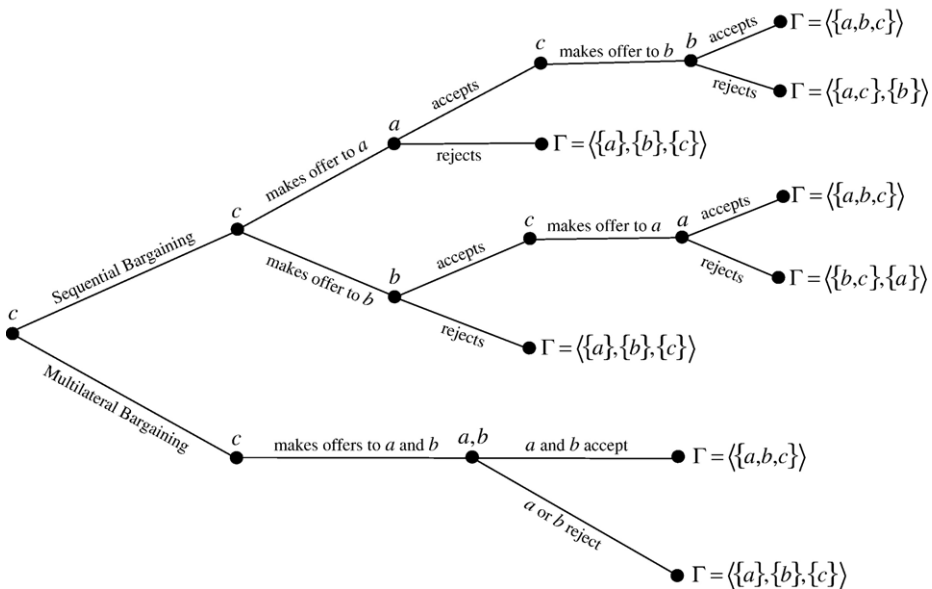 c
Sequential Bargaining
Multilateral Bargaining
c
makes offer to a
makes offer to b
a
accepts
rejects
c
makes offer to b
b
accepts
rejects
Γ = ⟨{a,b,c}⟩
Γ = ⟨{a,c},{b}⟩
Γ = ⟨{a},{b},{c}⟩
b
accepts
rejects
c
makes offer to a
a
accepts
rejects
Γ = ⟨{a,b,c}⟩
Γ = ⟨{b,c},{a}⟩
Γ = ⟨{a},{b},{c}⟩
c
makes offers to a and b
a,b
a and b accept
a or b reject
Γ = ⟨{a,b,c}⟩
Γ = ⟨{a},{b},{c}⟩